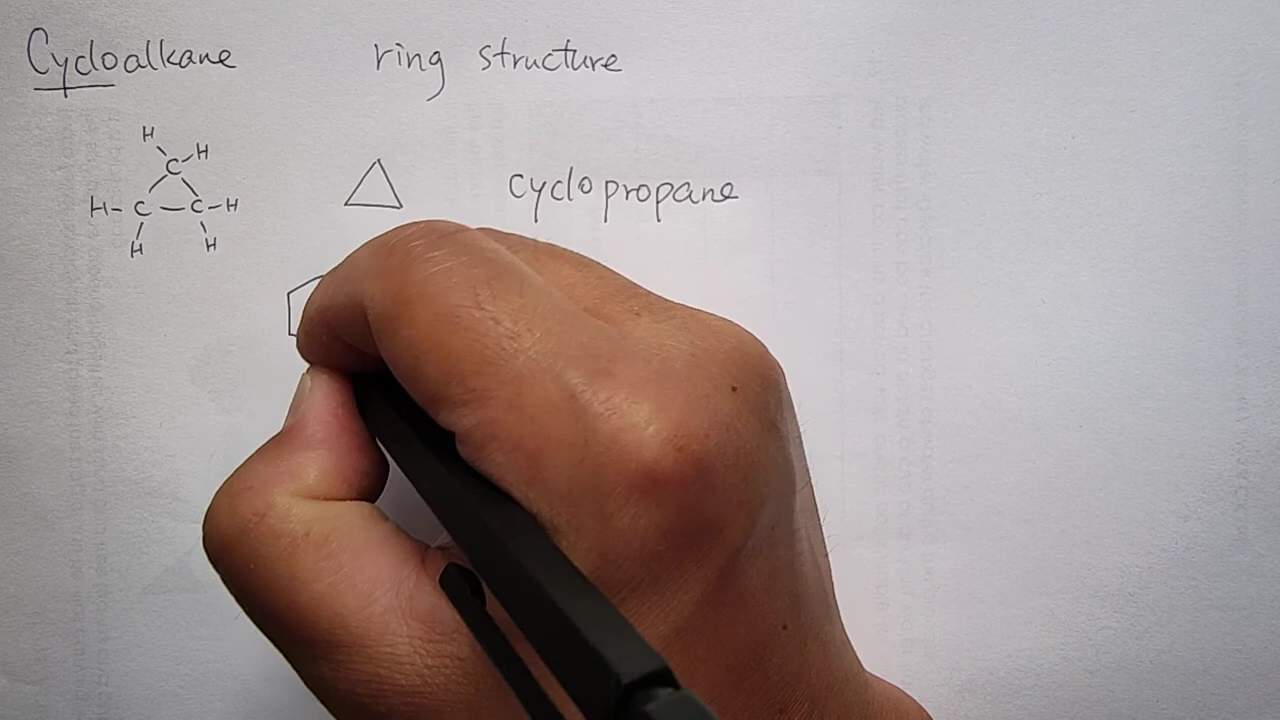 Cycloalkane ring structure
H
C H
H C C H
H H
cyclopropane